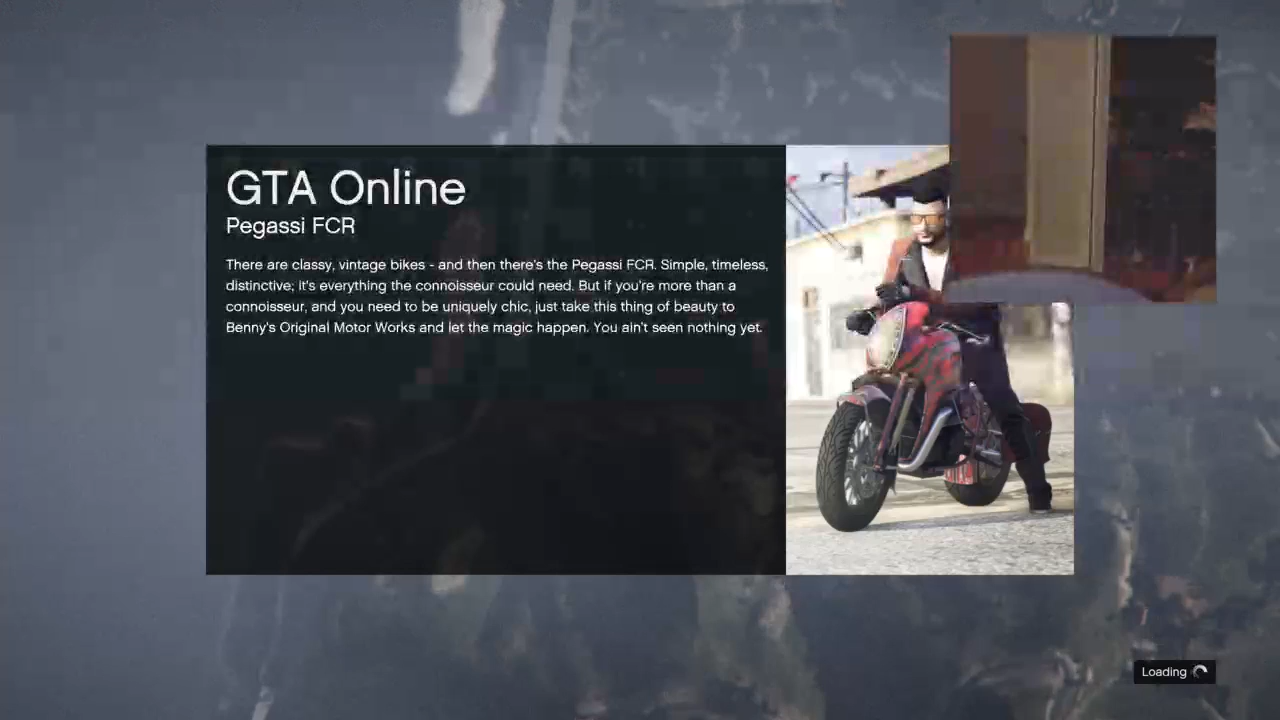 GTA Online
Pegassi FCR
There are classy, vintage bikes - and then there's the Pegassi FCR. Simple, timeless,
distinctive; it's everything the connoisseur could need. But if you're more than a
connoisseur, and you need to be uniquely chic, just take this thing of beauty to
Benny's Original Motor Works and let the magic happen. You ain't seen nothing yet.
Loading